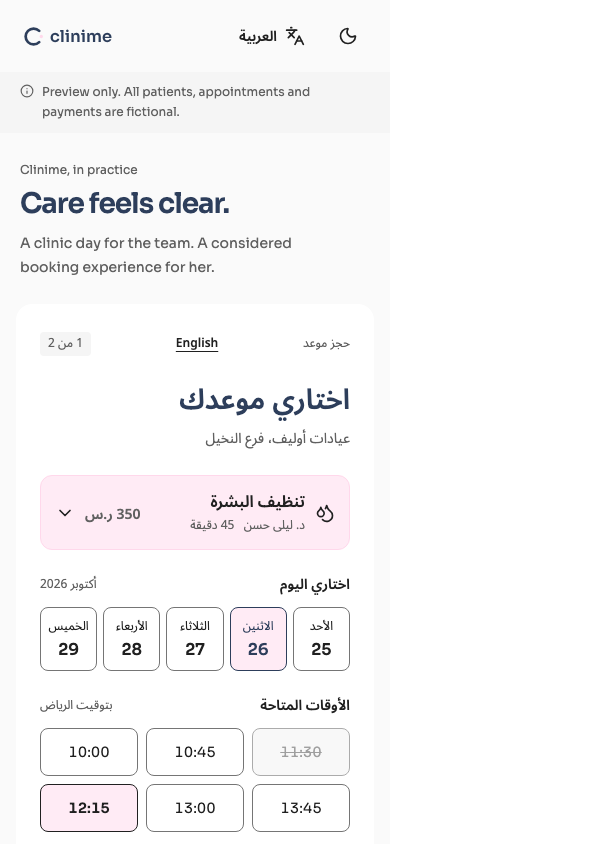 clinime
العربية
Preview only. All patients, appointments and
payments are fictional.
Clinime, in practice
Care feels clear.
A clinic day for the team. A considered
booking experience for her.
حجز موعد
English
1 من 2
اختاري موعدك
عيادات أوليف، فرع النخيل
تنظيف البشرة
د. ليلى حسن 45 دقيقة
350 ر.س
اختاري اليوم
أكتوبر 2026
الأحد
25
الاثنين
26
الثلاثاء
27
الأربعاء
28
الخميس
29
الأوقات المتاحة
بتوقيت الرياض
11:30
10:45
10:00
13:45
13:00
12:15